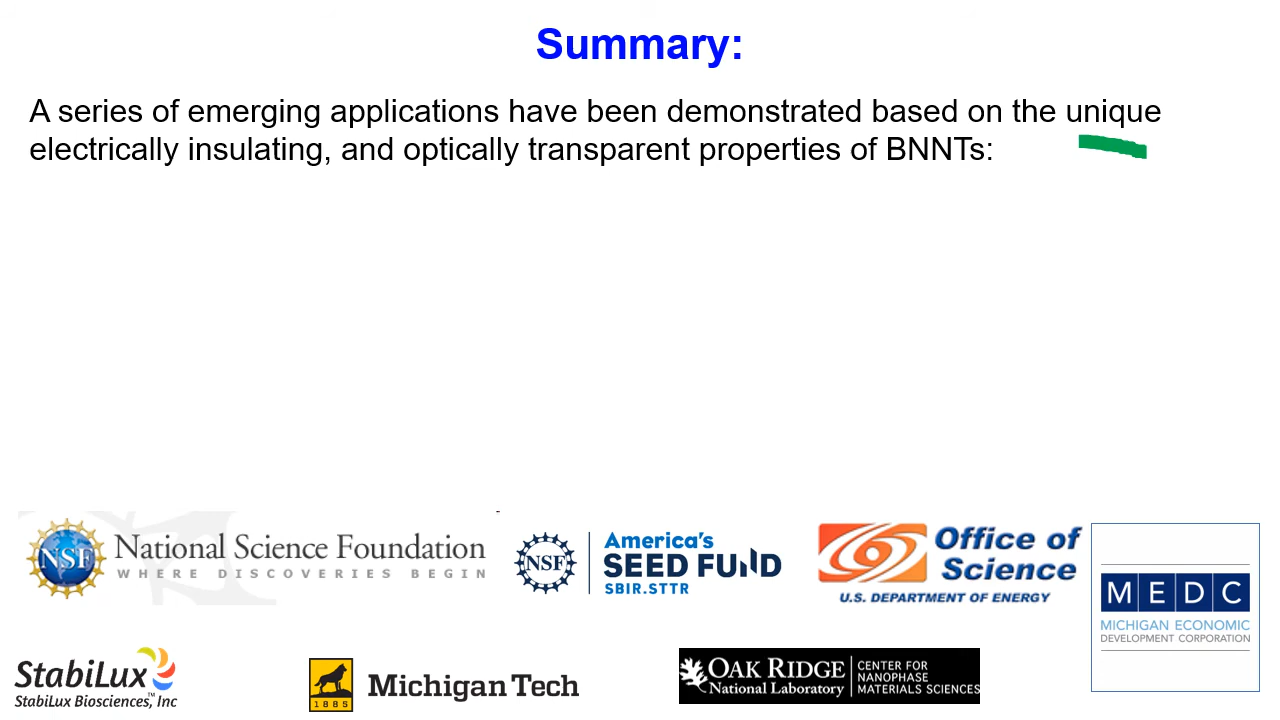 Summary:
A series of emerging applications have been demonstrated based on the unique
electrically insulating, and optically transparent properties of BNNTs:
NSF
National Science Foundation
WHERE DISCOVERIES BEGIN
NSF
America's
SEED FUND
SBIR.STTR
Office of
Science
U.S. DEPARTMENT OF ENERGY
MEDC
MICHIGAN ECONOMIC
DEVELOPMENT CORPORATION
StabiLux
StabiLux Biosciences,™ Inc
1885
Michigan Tech
OAK RIDGE
National Laboratory
CENTER FOR
NANOPHASE
MATERIALS SCIENCES